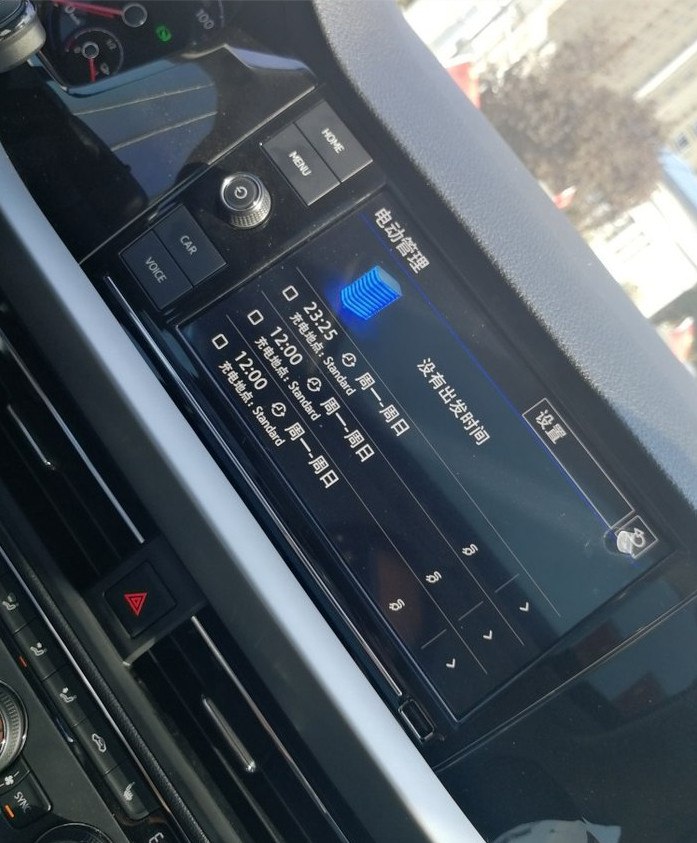 100
HOME
MENU
CAR
VOICE
电动管理
设置
没有出发时间
23:25 周一-周日
充电地点: Standard
12:00 周一-周日
充电地点: Standard
12:00 周一-周日
充电地点: Standard
SYNC